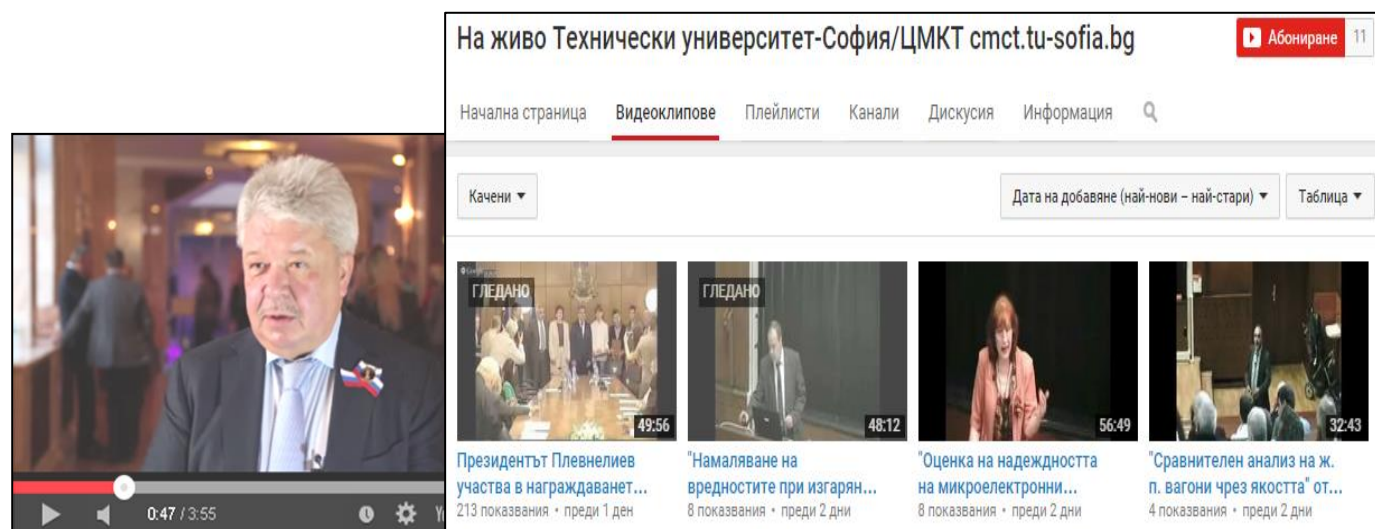 На живо Технически университет-София/ЦМКТ cmct.tu-sofia.bg
Абониране 11
Начална страница Видеоклипове Плейлисти Канали Дискусия Информация
Качени
Дата на добавяне (най-нови – най-стари) Таблица
ГЛЕДАНО ГЛЕДАНО
49:56 48:12 56:49 32:43
Президентът Плевнелиев "Намаляване на "Оценка на надеждността "Сравнителен анализ на ж.
участва в награждаванет... вредностите при изгарян... на микроелектронни... п. вагони чрез якостта" от...
213 показвания • преди 1 ден 8 показвания • преди 2 дни 8 показвания • преди 2 дни 4 показвания • преди 2 дни
0:47 / 3:55